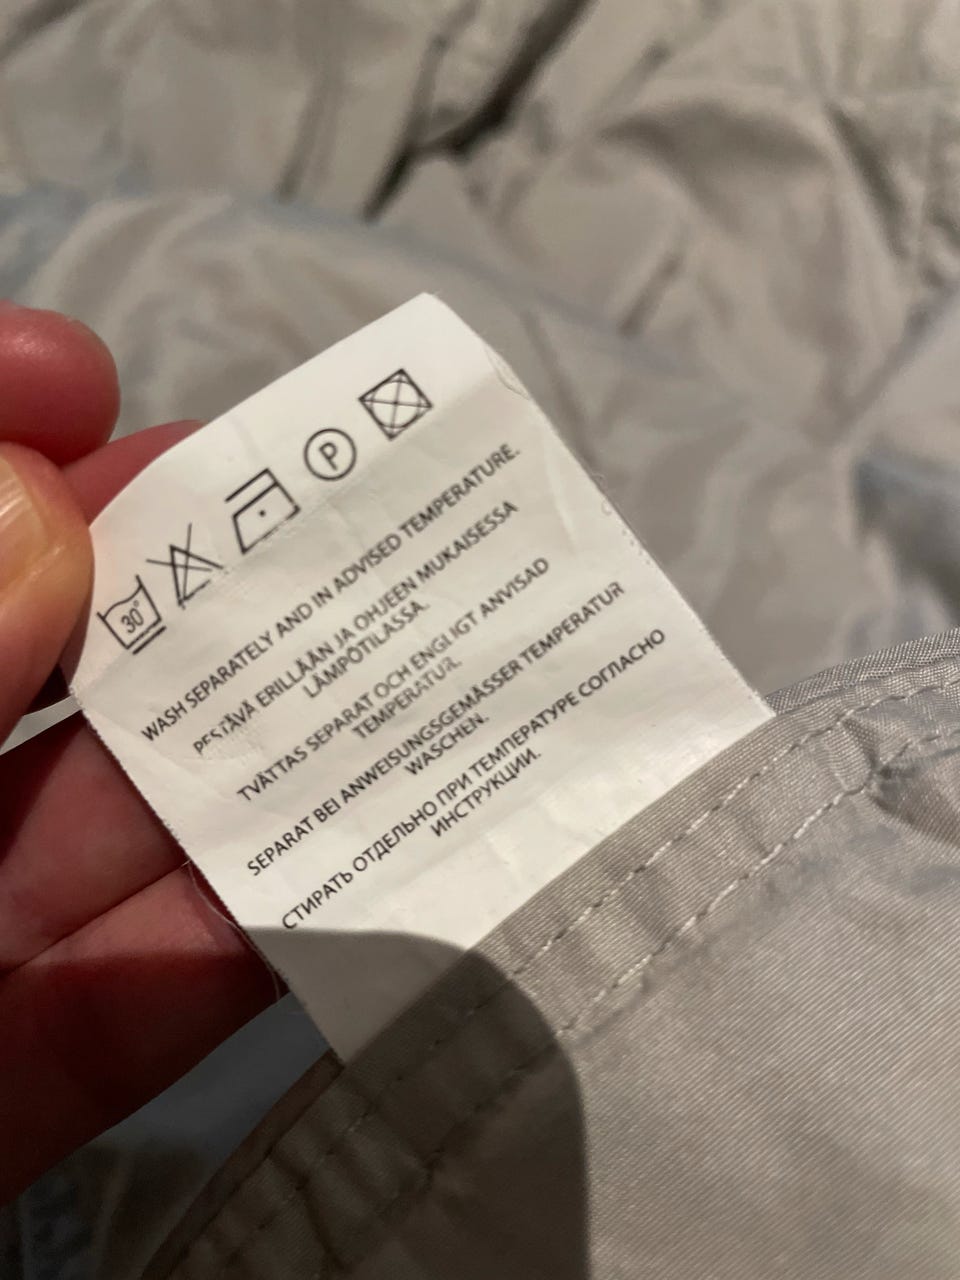 30°
P
WASH SEPARATELY AND IN ADVISED TEMPERATURE.
PESTÄVÄ ERILLÄÄN JA OHJEEN MUKAISESSA
LÄMPÖTILASSA.
TVÄTTAS SEPARAT OCH ENGLIGT ANVISAD
TEMPERATUR.
SEPARAT BEI ANWEISUNGSGEMÄSSER TEMPERATUR
WASCHEN.
СТИРАТЬ ОТДЕЛЬНО ПРИ ТЕМПЕРАТУРЕ СОГЛАСНО
ИНСТРУКЦИИ.